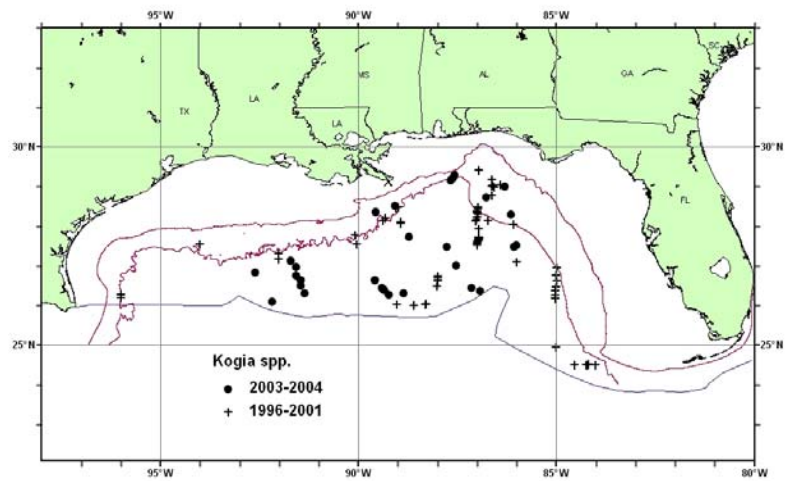 95°W 90°W 85°W
SC
MS AL GA
LA
TX
LA
30°N 30°N
FL
25°N 25°N
Kogia spp.
2003-2004
1996-2001
95°W 90°W 85°W 80°W